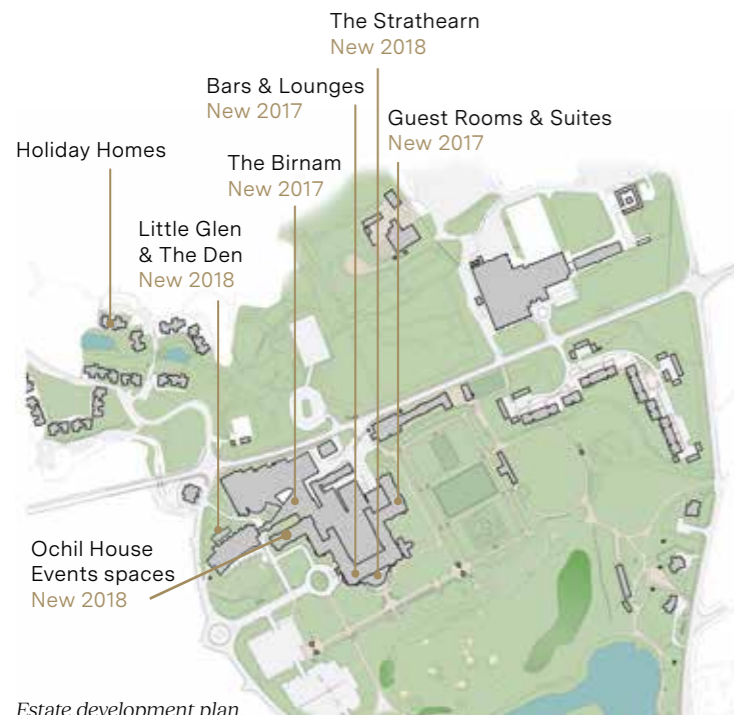 The Strathearn
New 2018
Bars & Lounges
New 2017
Guest Rooms & Suites
New 2017
Holiday Homes
The Birnam
New 2017
Little Glen
& The Den
New 2018
Ochil House
Events spaces
New 2018
Estate development plan